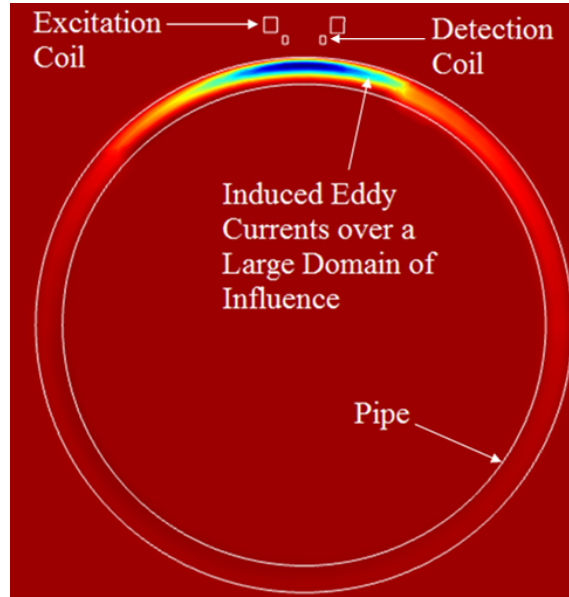 Excitation
Coil
Detection
Coil
Induced Eddy
Currents over a
Large Domain of
Influence
Pipe